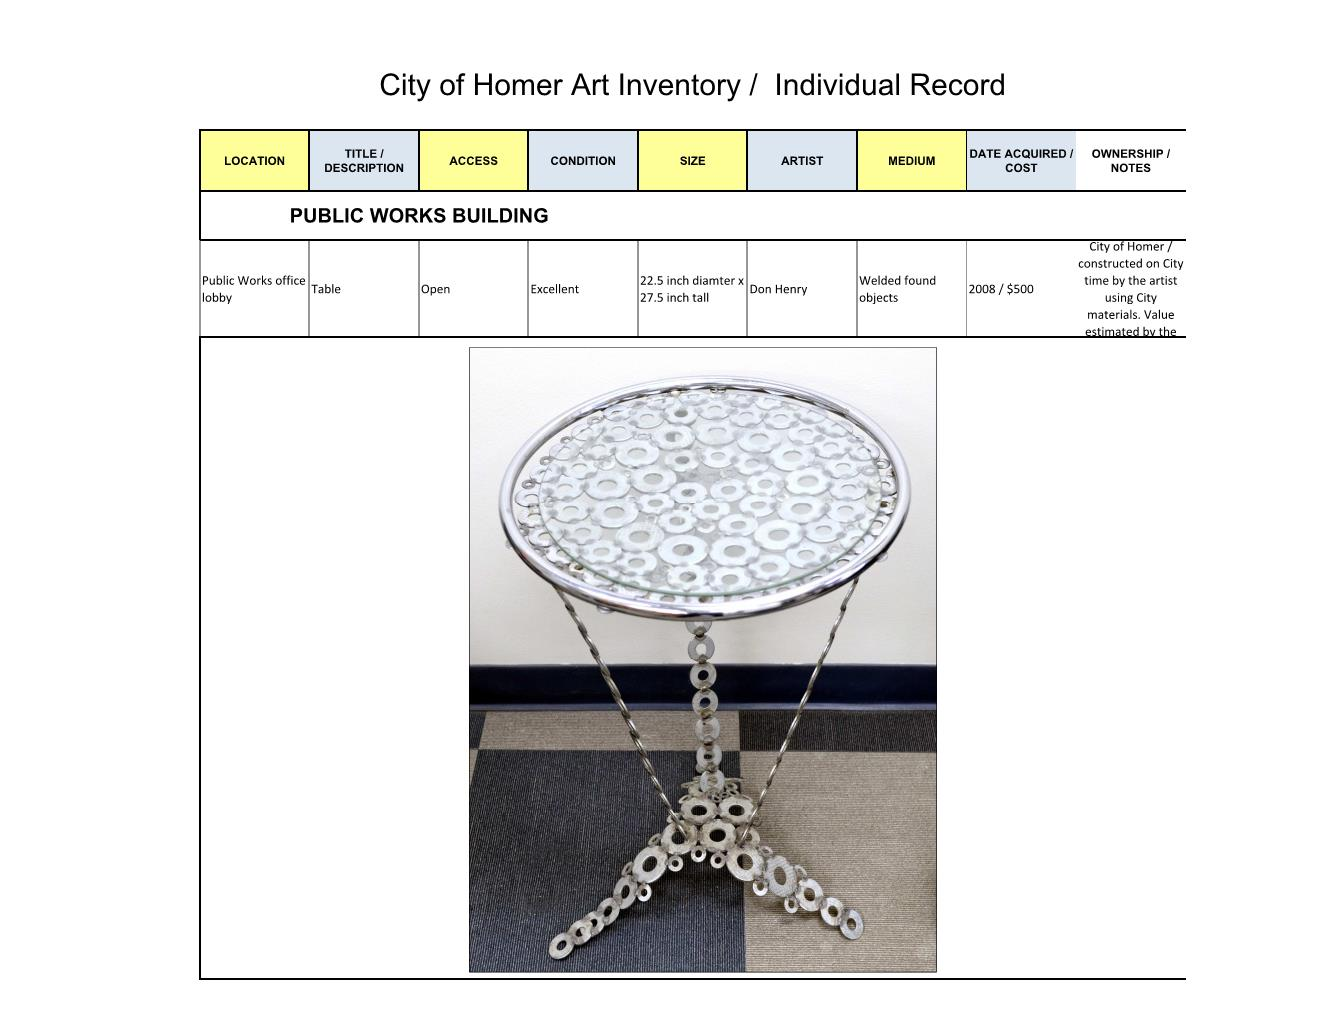 City of Homer Art Inventory /  Individual Record
LOCATION
TITLE /
DESCRIPTION
ACCESS
CONDITION
SIZE
ARTIST
MEDIUM
DATE ACQUIRED /
COST
OWNERSHIP /
NOTES
PUBLIC WORKS BUILDING
Public Works office
lobby
Table
Open
Excellent
22.5 inch diamter x
27.5 inch tall
Don Henry
Welded found
objects
2008 / $500
City of Homer /
constructed on City
time by the artist
using City
materials. Value
estimated by the